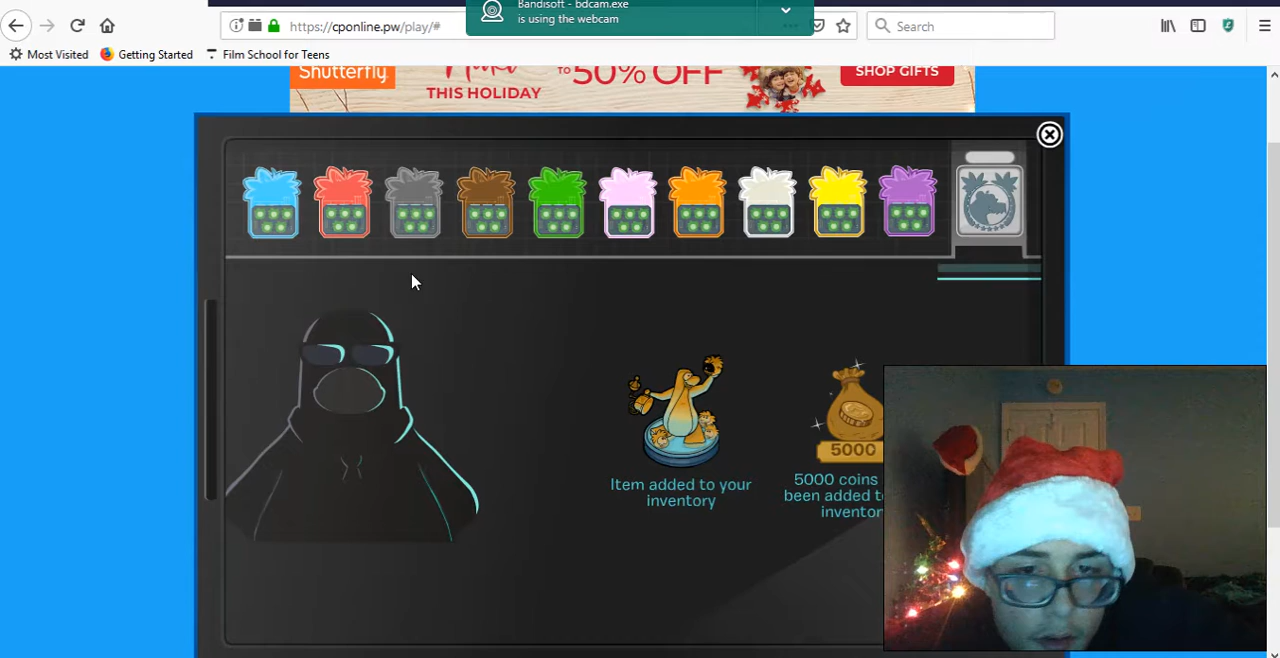 Bandisoft - bdcam.exe
is using the webcam
https://cponline.pw/play/#
Search
Most Visited
Getting Started
Film School for Teens
Shutterfly
TO 50% OFF
SHOP GIFTS
THIS HOLIDAY
5000
Item added to your
inventory
5000 coins
been added to
inventor